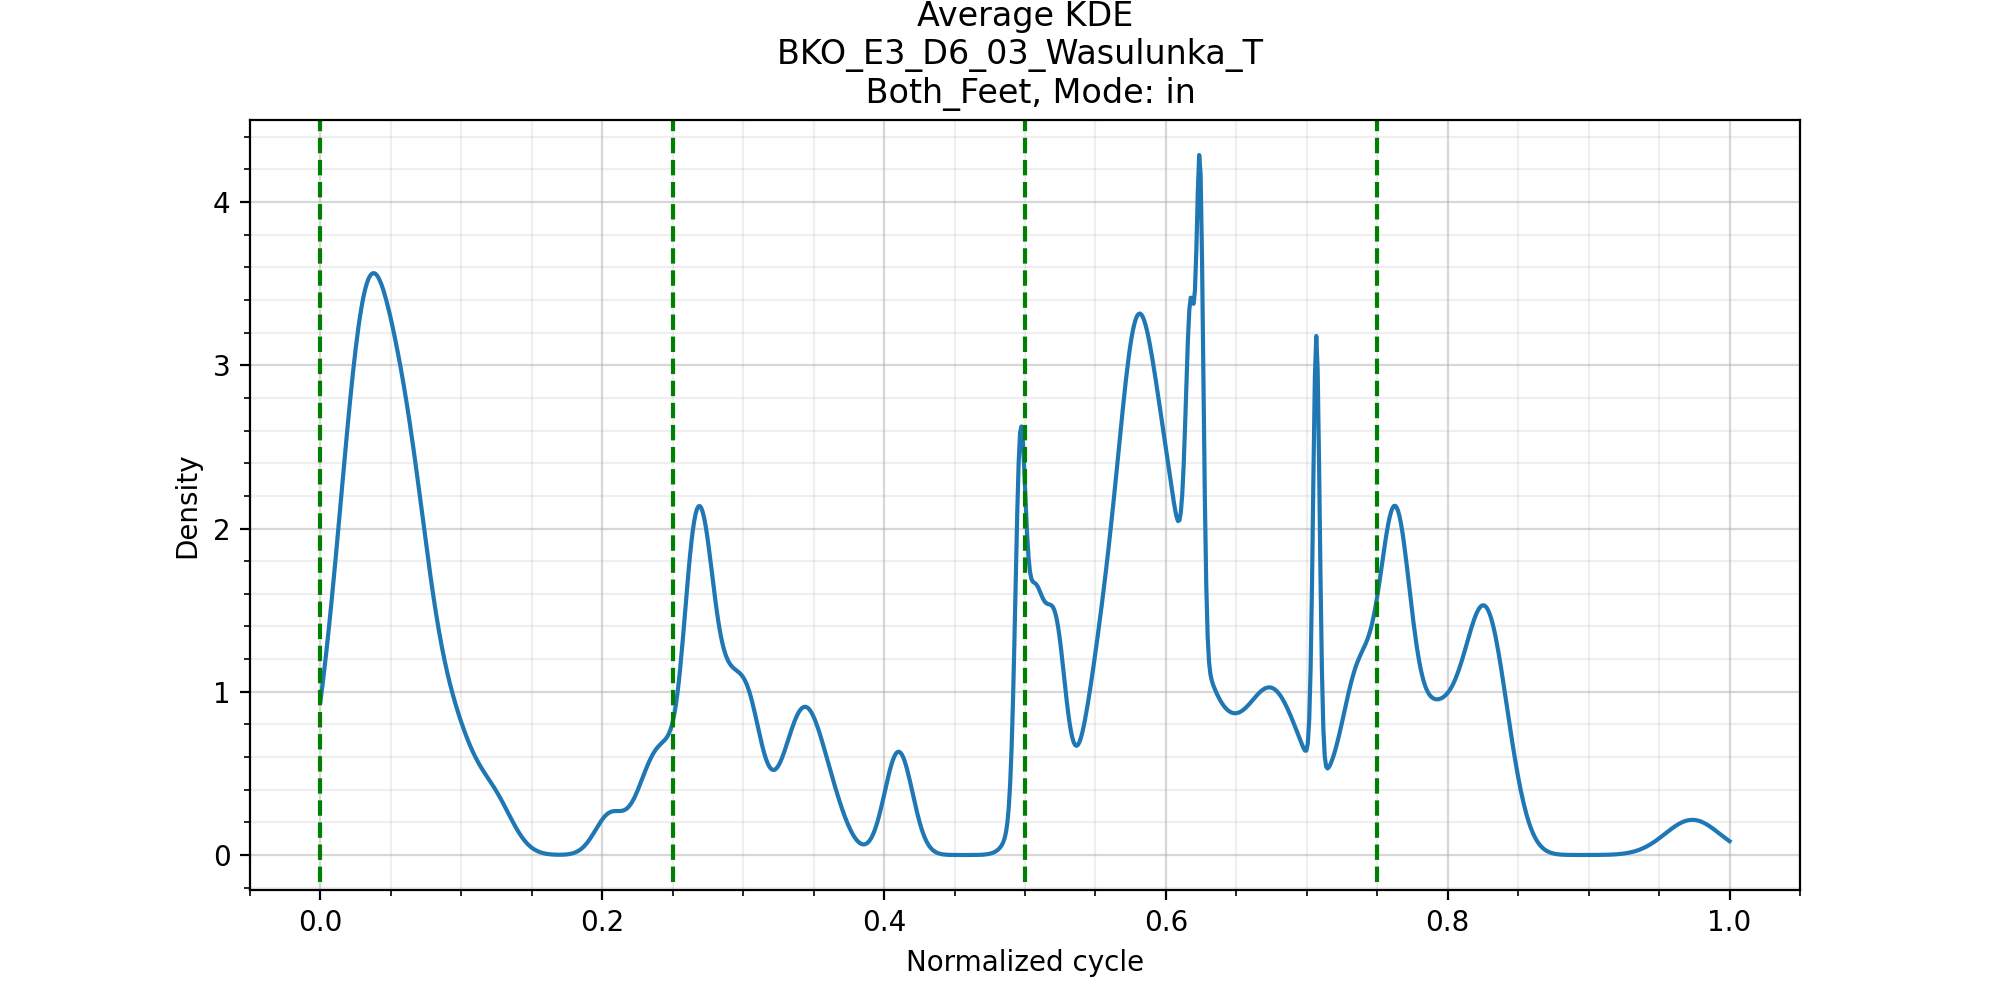 Average KDE
BKO_E3_D6_03_Wasulunka_T
Both_Feet, Mode: in
4
3
2
1
0
Density
0.0 0.2 0.4 0.6 0.8 1.0
Normalized cycle